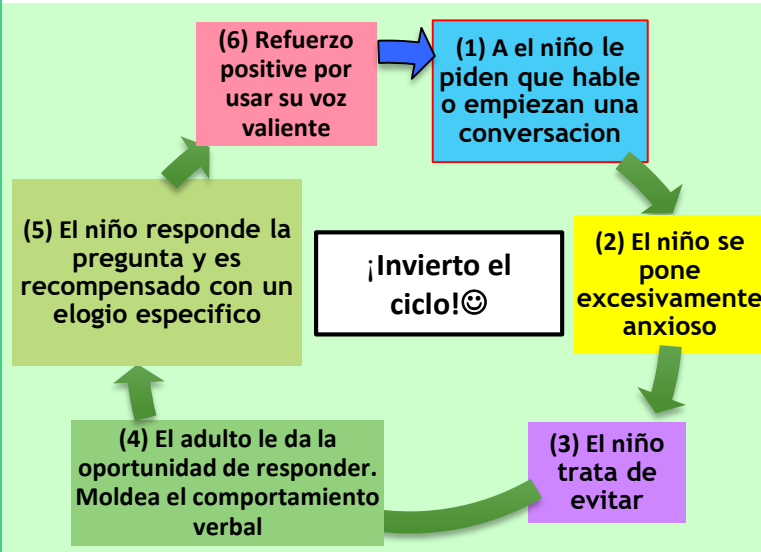 (1) A el niño le
piden que hable
o empiezan una
conversacion
(2) El niño se
pone
excesivamente
anxioso
(3) El niño
trata de
evitar
(4) El adulto le da la
oportunidad de responder.
Moldea el comportamiento
verbal
(5) El niño responde la
pregunta y es
recompensado con un
elogio especifico
(6) Refuerzo
positive por
usar su voz
valiente
¡Invierto el
ciclo!☺